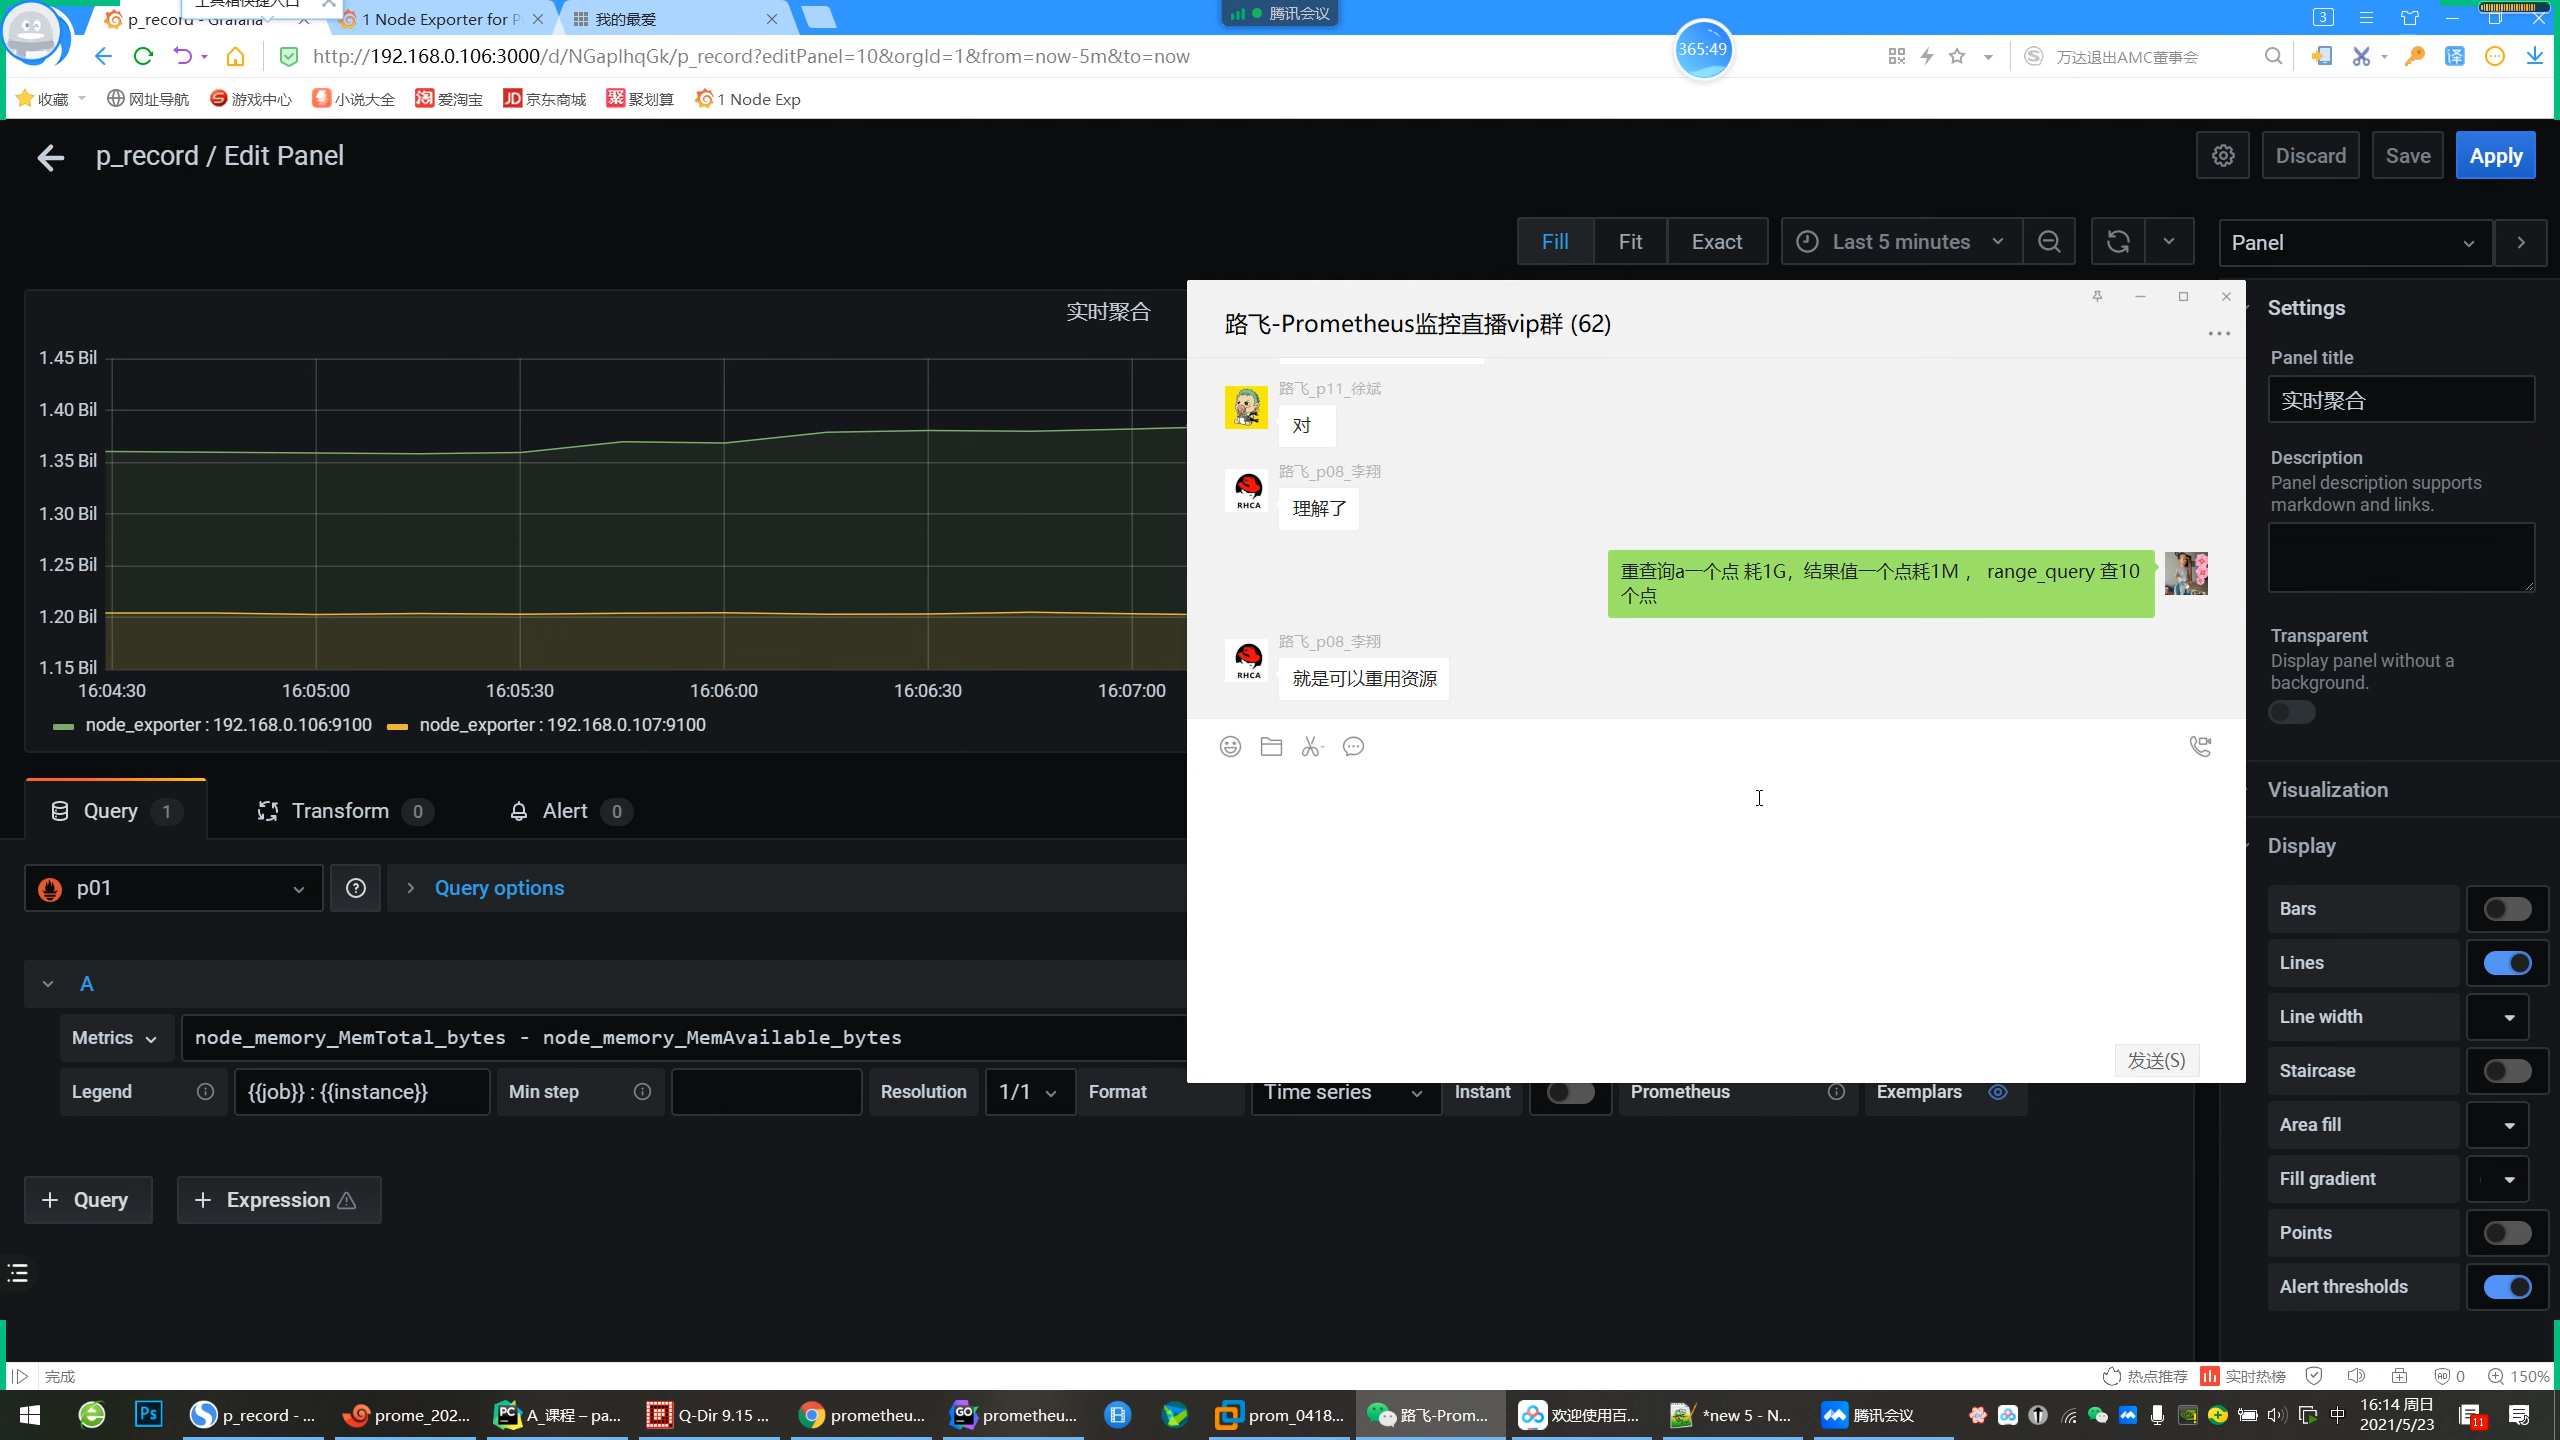 p_record - Grafana
1 Node Exporter for P
我的最爱
腾讯会议
3
http://192.168.0.106:3000/d/NGaplhqGk/p_record?editPanel=10&orgId=1&from=now-5m&to=now
365:49
万达退出AMC董事会
收藏
网址导航
游戏中心
小说大全
爱淘宝
京东商城
聚划算
1 Node Exp
p_record / Edit Panel
Discard
Save
Apply
Fill
Fit
Exact
Last 5 minutes
Panel
实时聚合
1.45 Bil
1.40 Bil
1.35 Bil
1.30 Bil
1.25 Bil
1.20 Bil
1.15 Bil
16:04:30
16:05:00
16:05:30
16:06:00
16:06:30
16:07:00
node_exporter : 192.168.0.106:9100
node_exporter : 192.168.0.107:9100
路飞-Prometheus监控直播vip群 (62)
路飞_p11_徐斌
对
路飞_p08_李翔
RHCA
理解了
重查询a一个点 耗1G，结果值一个点耗1M ， range_query 查10
个点
路飞_p08_李翔
RHCA
就是可以重用资源
发送(S)
Settings
Panel title
实时聚合
Description
Panel description supports
markdown and links.
Transparent
Display panel without a
background.
Visualization
Display
Bars
Lines
Line width
Staircase
Area fill
Fill gradient
Points
Alert thresholds
Query 1
Transform 0
Alert 0
p01
Query options
A
Metrics
node_memory_MemTotal_bytes - node_memory_MemAvailable_bytes
Legend
{{job}} : {{instance}}
Min step
Resolution
1/1
Format
Time series
Instant
Prometheus
Exemplars
+ Query
+ Expression
完成
热点推荐
实时热榜
0
150%
p_record - ...
prome_202...
A_课程 – pa...
Q-Dir 9.15 ...
prometheu...
prometheu...
prom_0418...
路飞-Prom...
欢迎使用百...
*new 5 - N...
腾讯会议
中
16:14 周日
2021/5/23
11